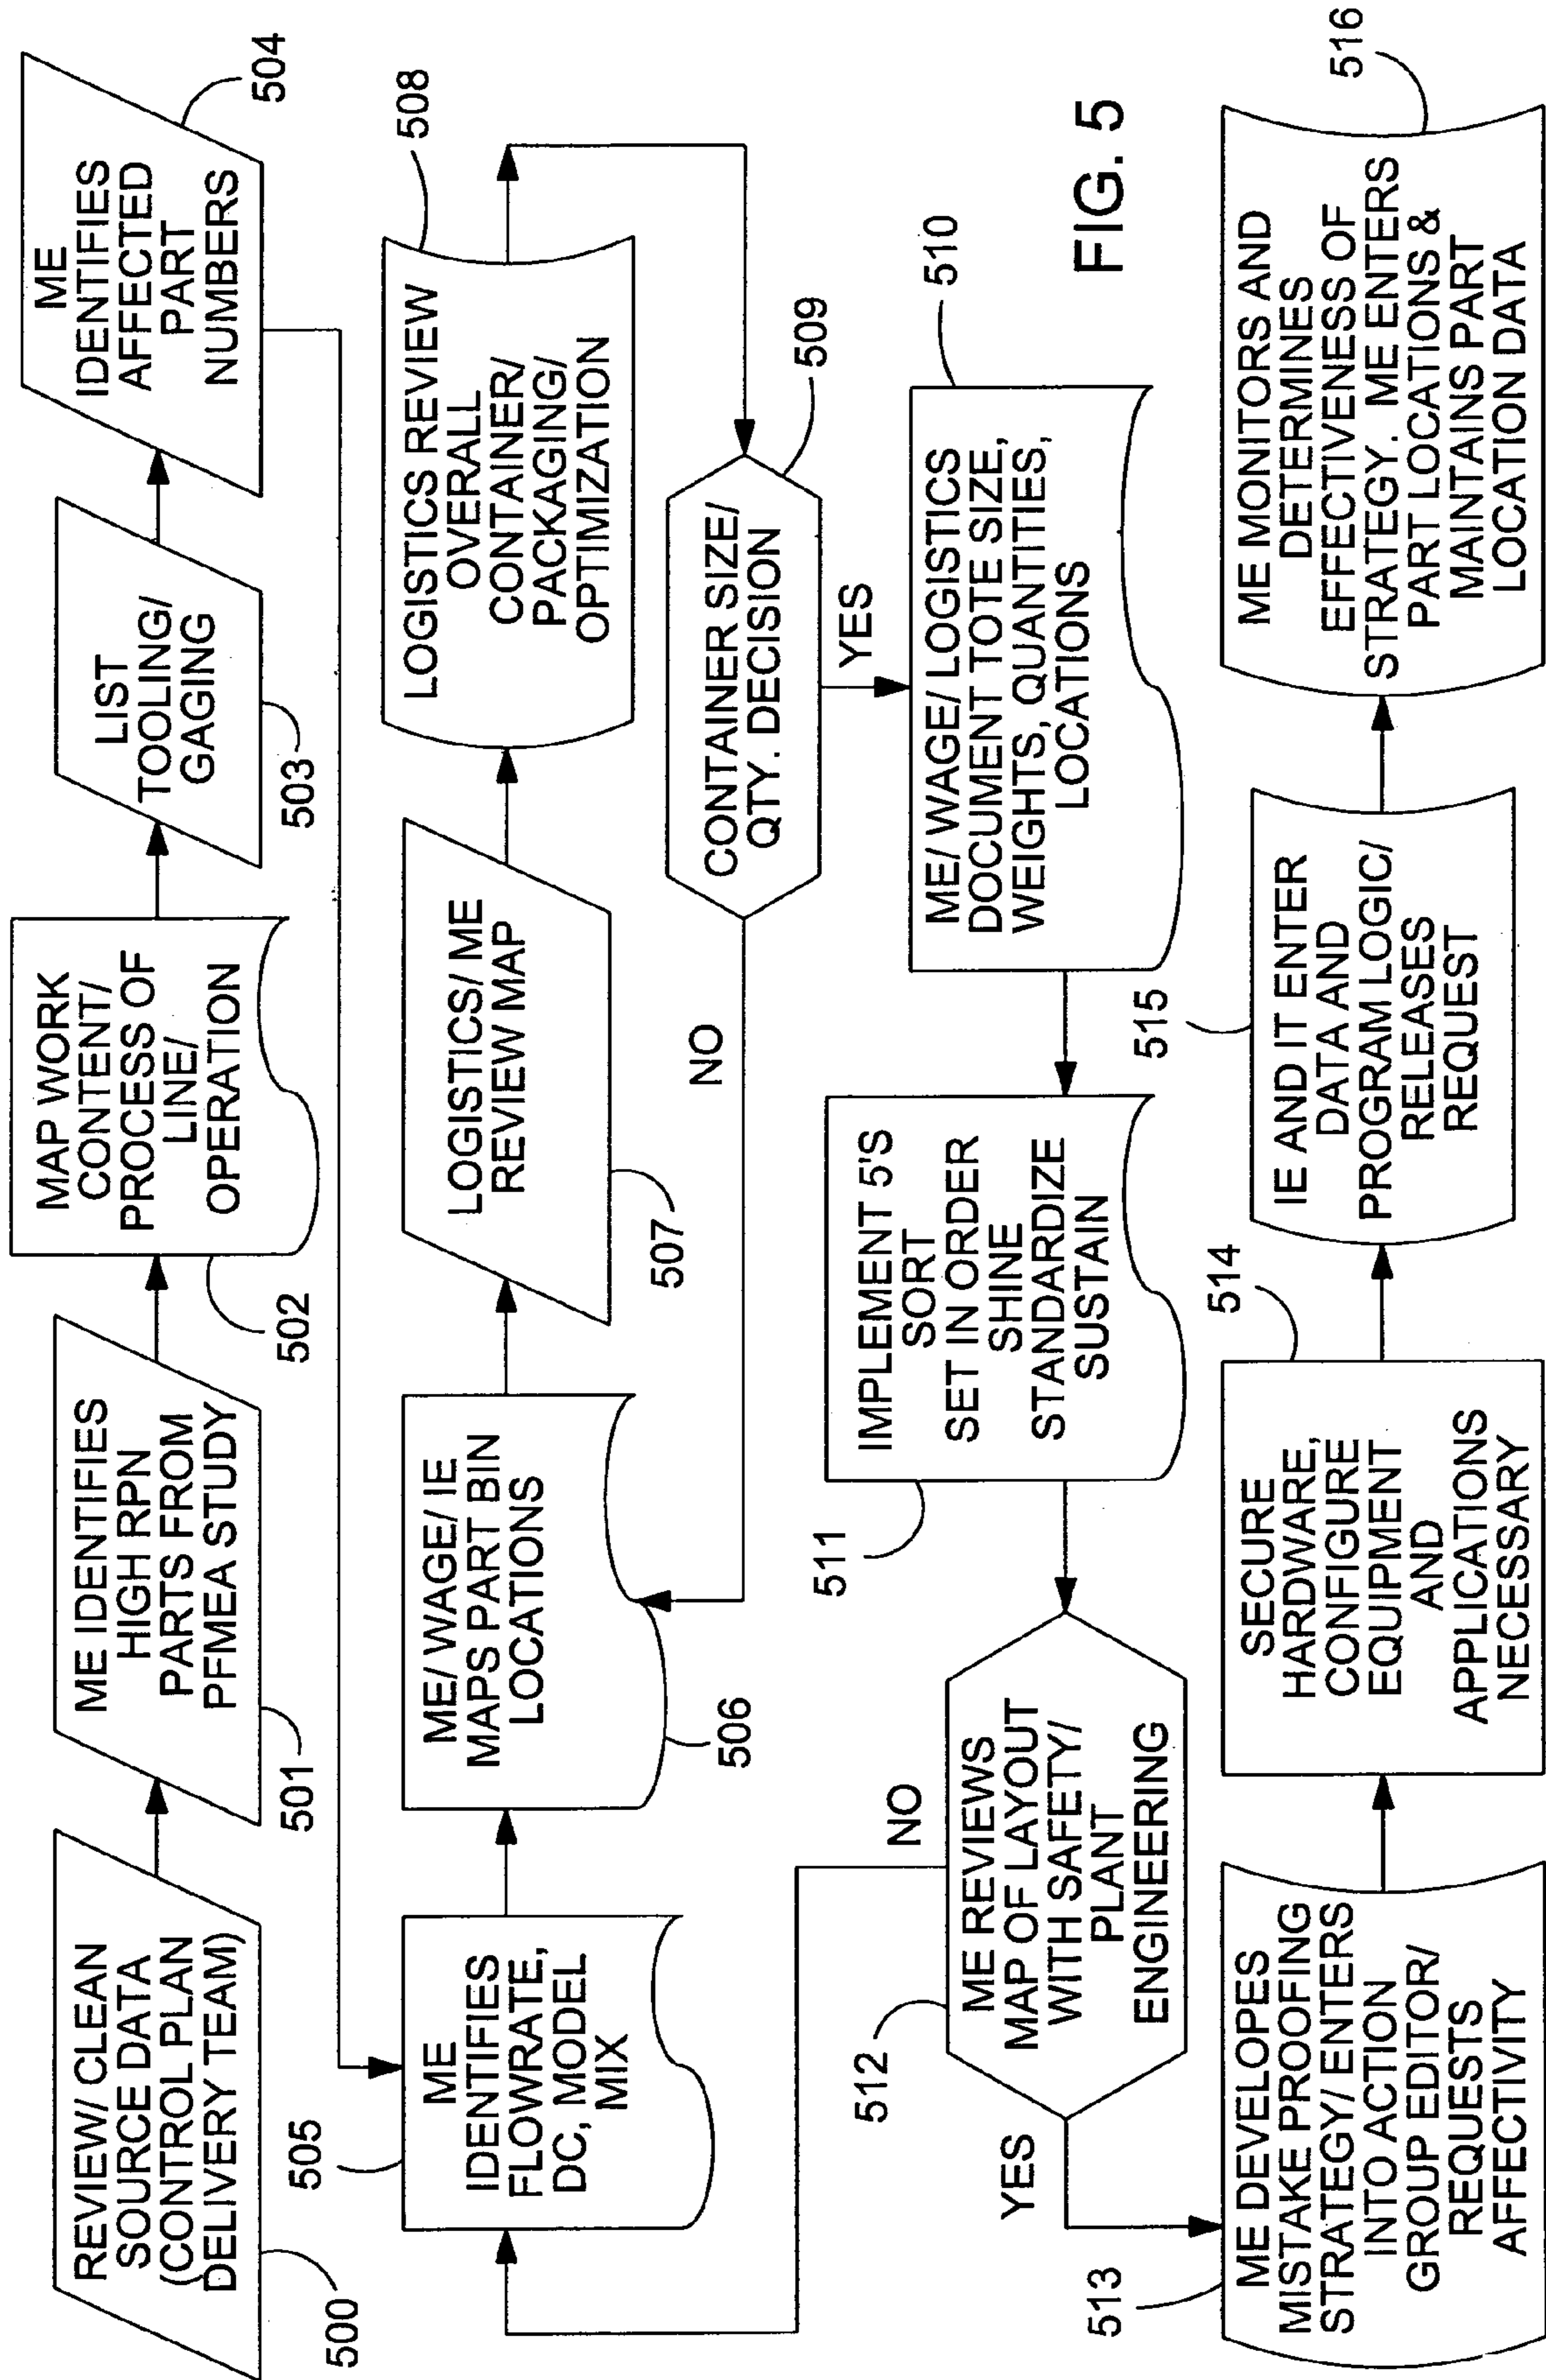 REVIEW/ CLEAN
SOURCE DATA
(CONTROL PLAN
DELIVERY TEAM)
500
ME IDENTIFIES
HIGH RPN
PARTS FROM
PFMEA STUDY
501
MAP WORK
CONTENT/
PROCESS OF
LINE/
OPERATION
502
LIST
TOOLING/
GAGING
503
ME
IDENTIFIES
AFFECTED
PART
NUMBERS
504
505
ME
IDENTIFIES
FLOWRATE,
DC, MODEL
MIX
ME/ WAGE/ IE
MAPS PART BIN
LOCATIONS
506
LOGISTICS/ ME
REVIEW MAP
507
LOGISTICS REVIEW
OVERALL
CONTAINER/
PACKAGING/
OPTIMIZATION
508
CONTAINER SIZE/
QTY. DECISION
509
NO
YES
ME/ WAGE/ LOGISTICS
DOCUMENT TOTE SIZE,
WEIGHTS, QUANTITIES,
LOCATIONS
510
IMPLEMENT 5'S
SORT
SET IN ORDER
SHINE
STANDARDIZE
SUSTAIN
511
ME REVIEWS
MAP OF LAYOUT
WITH SAFETY/
PLANT
ENGINEERING
512
NO
YES
513
ME DEVELOPES
MISTAKE PROOFING
STRATEGY/ ENTERS
INTO ACTION
GROUP EDITOR/
REQUESTS
AFFECTIVITY
SECURE
HARDWARE,
CONFIGURE
EQUIPMENT
AND
APPLICATIONS
NECESSARY
514
IE AND IT ENTER
DATA AND
PROGRAM LOGIC/
RELEASES
REQUEST
515
ME MONITORS AND
DETERMINES
EFFECTIVENESS OF
STRATEGY. ME ENTERS
PART LOCATIONS &
MAINTAINS PART
LOCATION DATA
516
FIG. 5